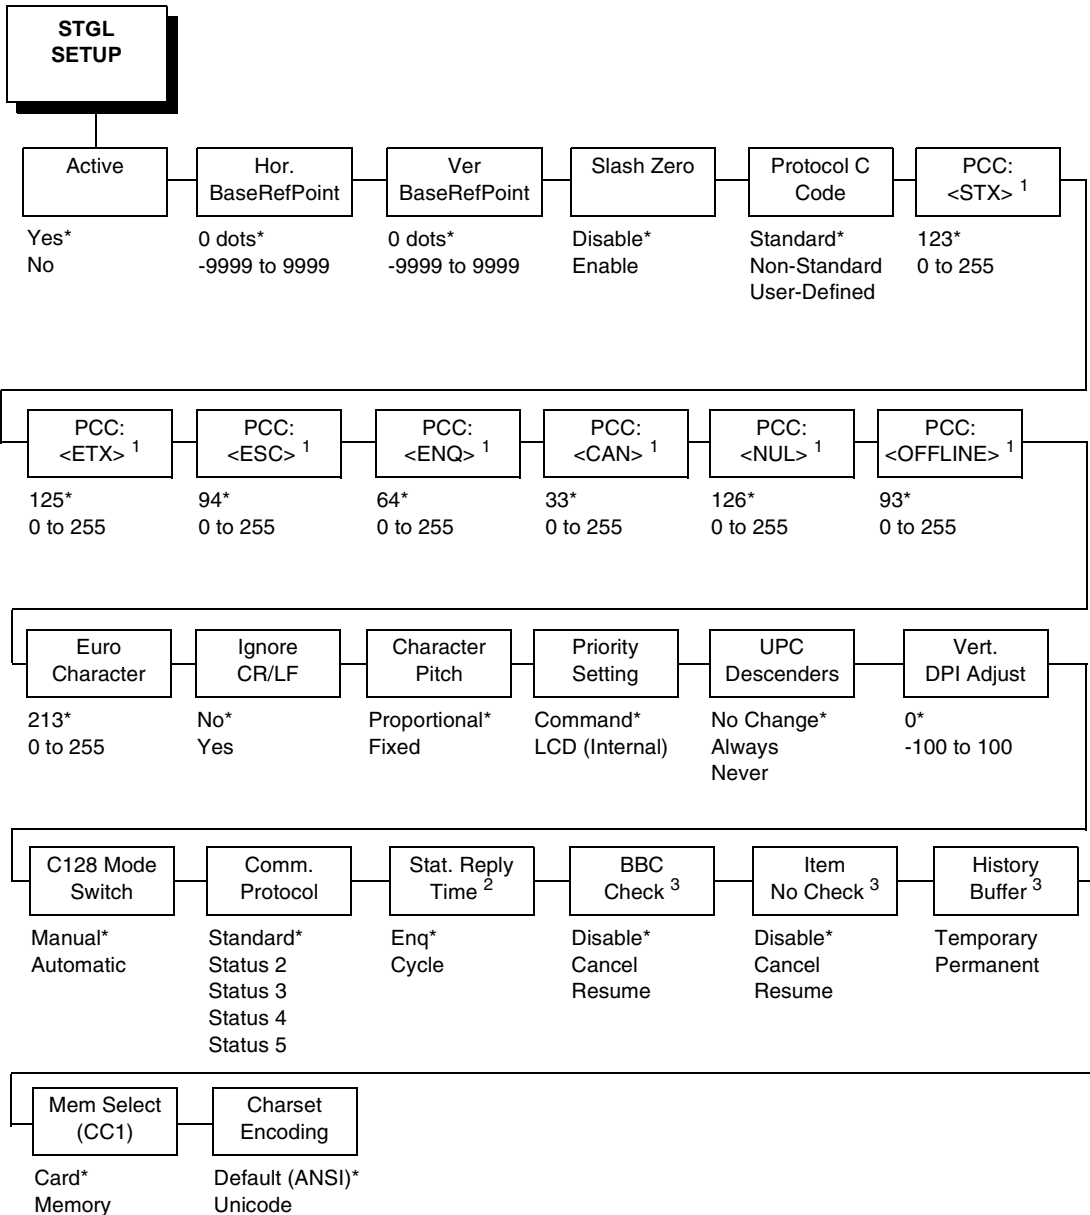 STGL
SETUP
Active
Hor.
BaseRefPoint
Ver
BaseRefPoint
Slash Zero
Protocol C
Code
PCC:
<STX> 1
Yes*
No
0 dots*
-9999 to 9999
0 dots*
-9999 to 9999
Disable*
Enable
Standard*
Non-Standard
User-Defined
123*
0 to 255
PCC:
<ETX> 1
PCC:
<ESC> 1
PCC:
<ENQ> 1
PCC:
<CAN> 1
PCC:
<NUL> 1
PCC:
<OFFLINE> 1
125*
0 to 255
94*
0 to 255
64*
0 to 255
33*
0 to 255
126*
0 to 255
93*
0 to 255
Euro
Character
Ignore
CR/LF
Character
Pitch
Priority
Setting
UPC
Descenders
Vert.
DPI Adjust
213*
0 to 255
No*
Yes
Proportional*
Fixed
Command*
LCD (Internal)
No Change*
Always
Never
0*
-100 to 100
C128 Mode
Switch
Comm.
Protocol
Stat. Reply
Time 2
BBC
Check 3
Item
No Check 3
History
Buffer 3
Manual*
Automatic
Standard*
Status 2
Status 3
Status 4
Status 5
Enq*
Cycle
Disable*
Cancel
Resume
Disable*
Cancel
Resume
Temporary
Permanent
Mem Select
(CC1)
Charset
Encoding
Card*
Memory
Default (ANSI)*
Unicode